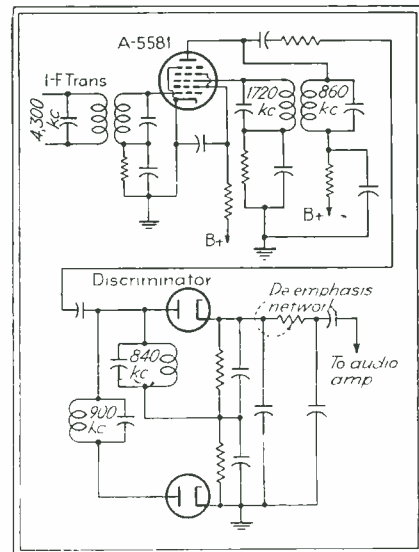 A-5581
I-F Trans
4,300
kc
1720
kc
860
kc
B+
B+
Discriminator
De emphasis
network
840
kc
900
kc
To audio
amp